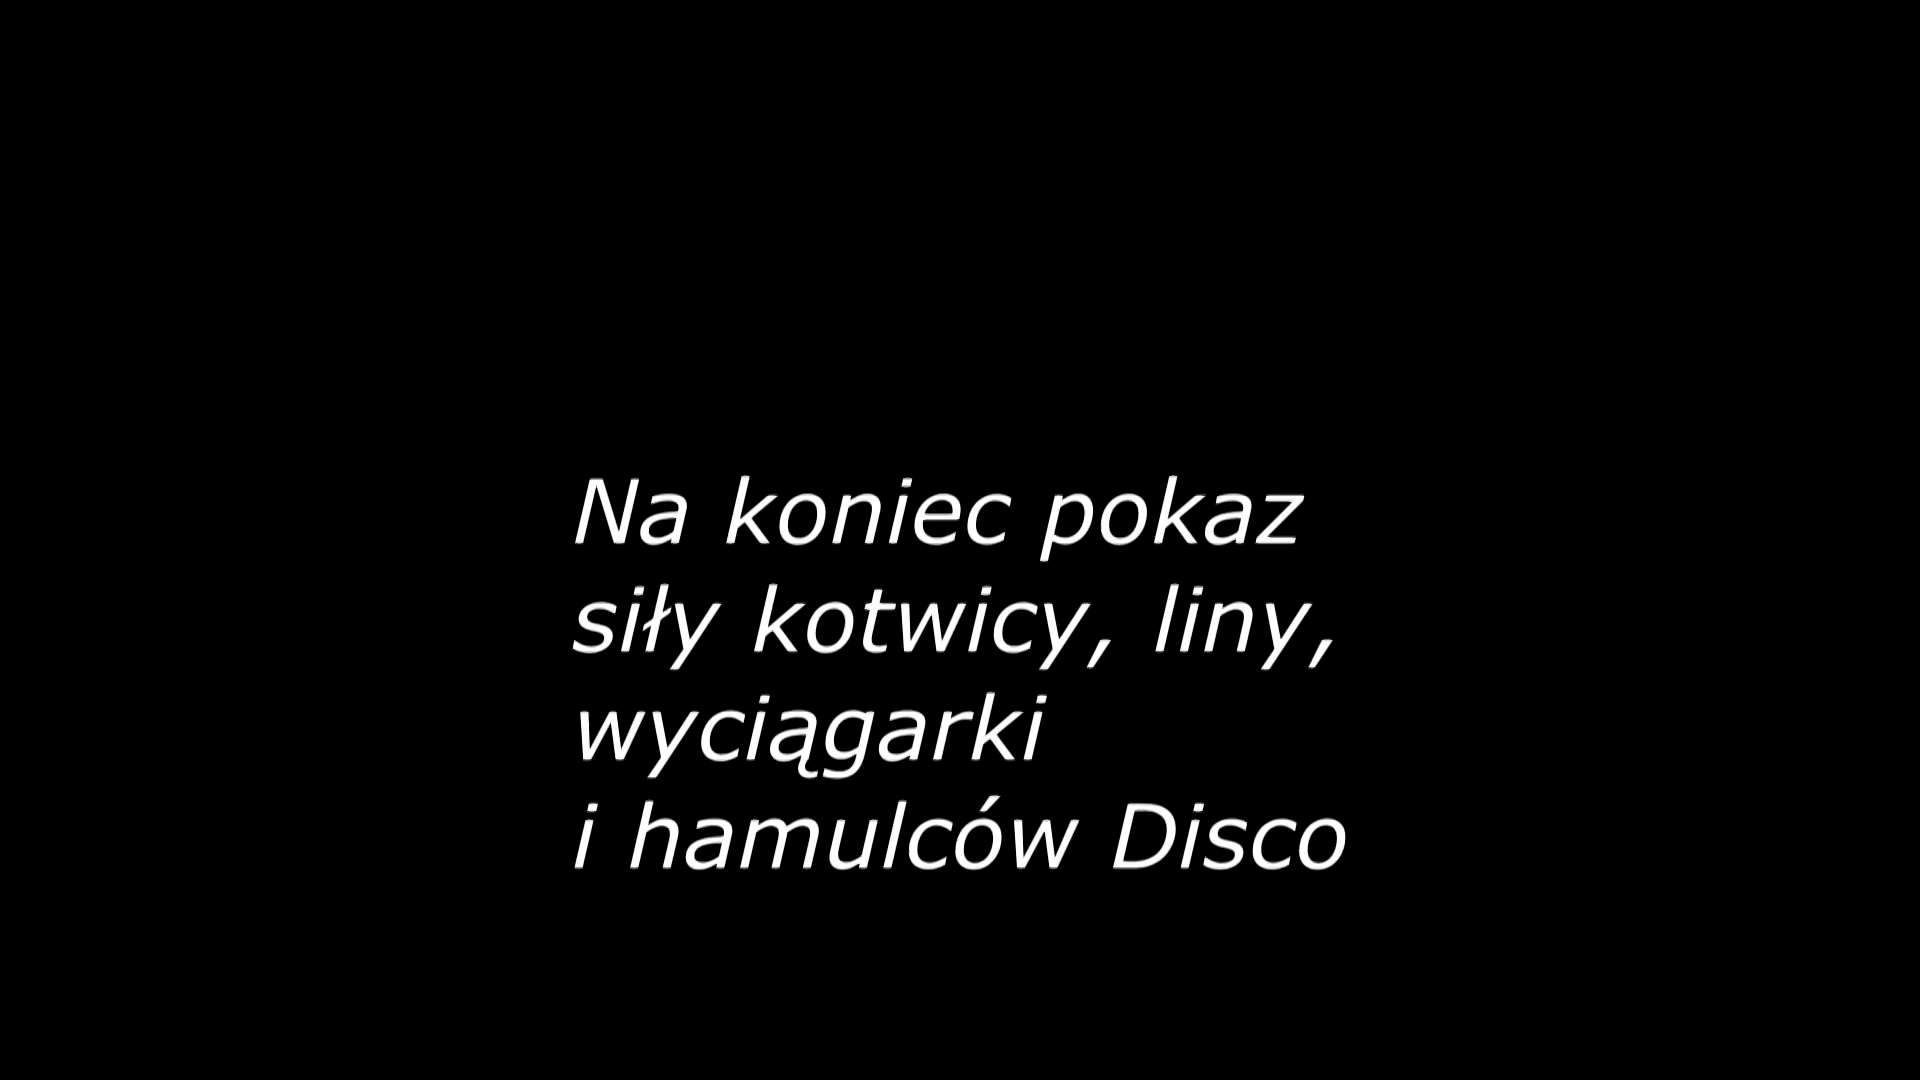 Na koniec pokaz
siły kotwicy, liny,
wyciągarki
i hamulców Disco